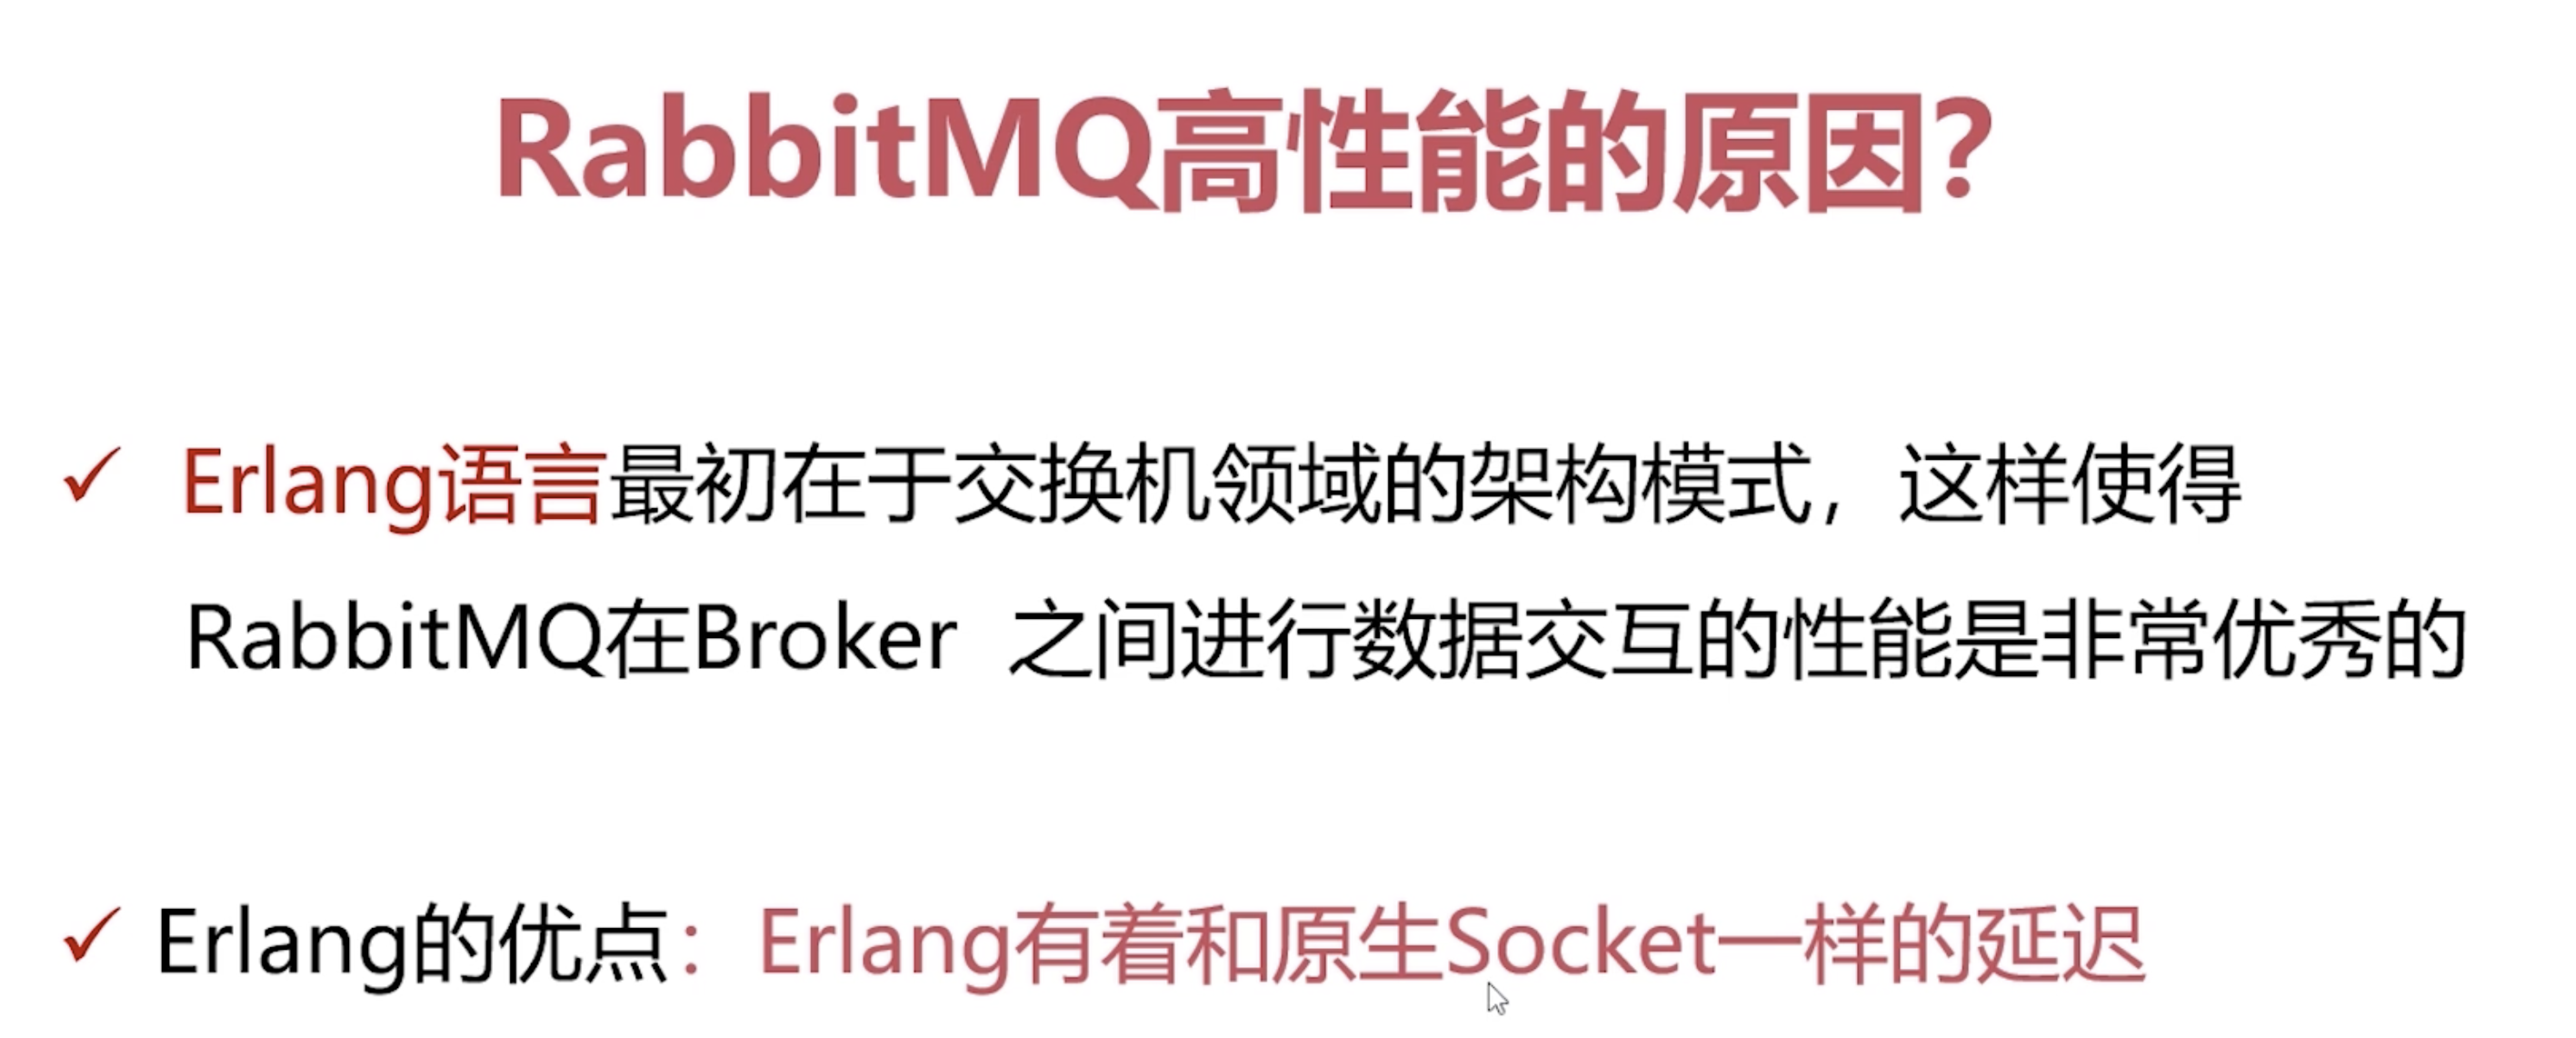 RabbitMQ高性能的原因?
✓ Erlang语言最初在于交换机领域的架构模式，这样使得
RabbitMQ在Broker 之间进行数据交互的性能是非常优秀的
✓ Erlang的优点：Erlang有着和原生Socket一样的延迟